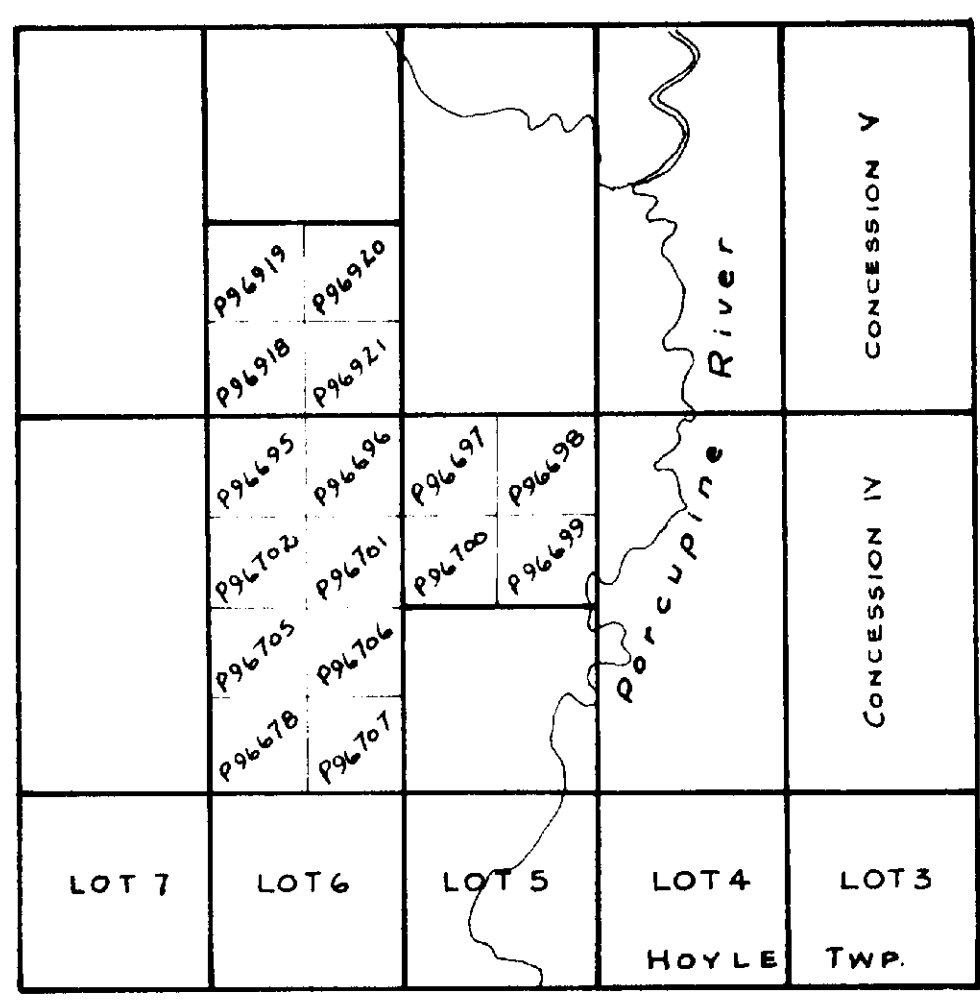 CONCESSION V
P96919 P96920
River
P96918 P96921
P96695 P96696 P96697 P96698
Porcupine
CONCESSION IV
P96702 P96701 P96700 P96699
P96705 P96706
P96678 P96707
LOT 7 LOT 6 LOT 5 LOT 4 LOT 3
HOYLE TWP.